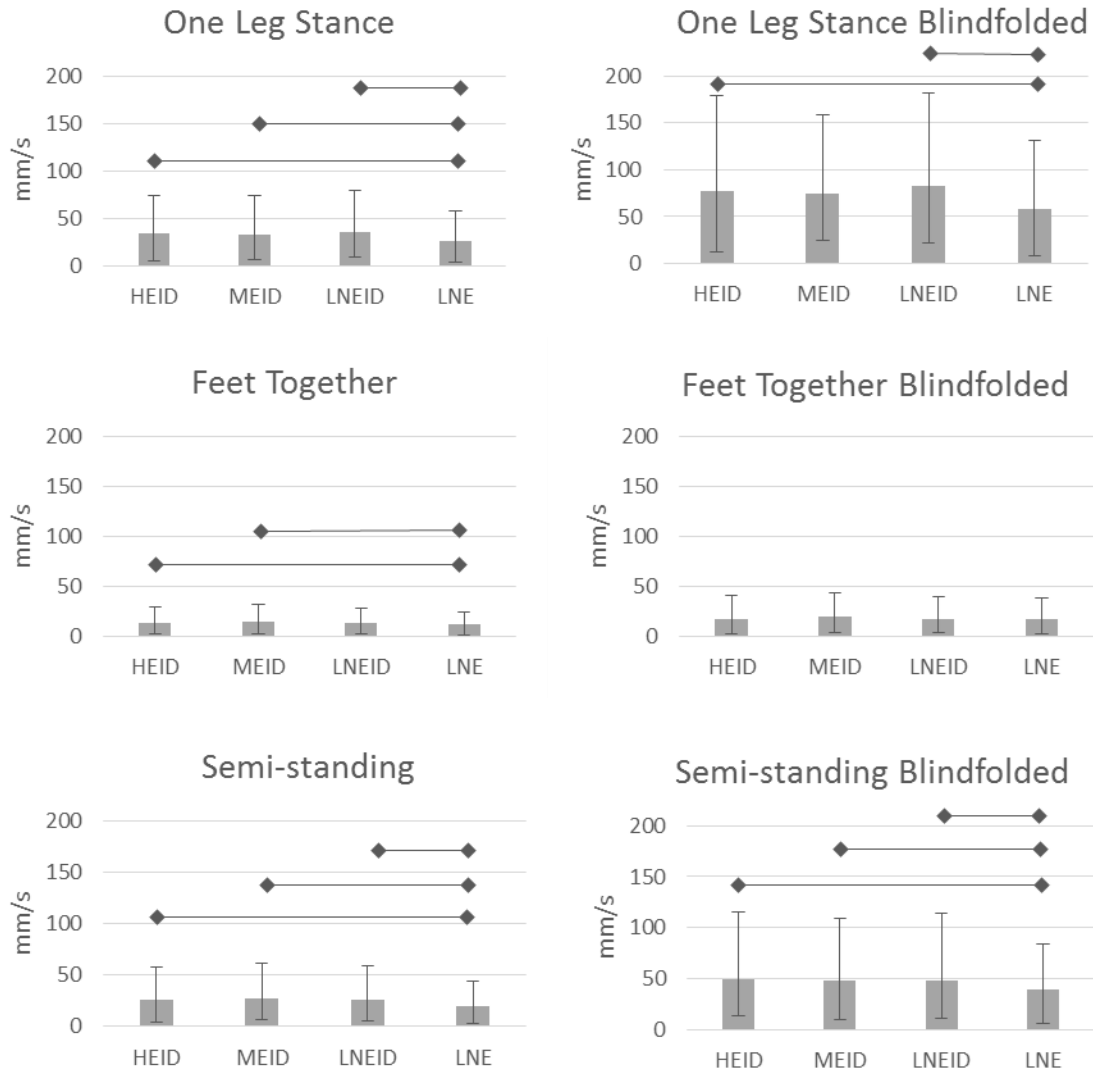 One Leg Stance
200
150
100
50
0
mm/s
HEID MEID LNEID LNE
One Leg Stance Blindfolded
200
150
100
50
0
mm/s
HEID MEID LNEID LNE
Feet Together
200
150
100
50
0
mm/s
HEID MEID LNEID LNE
Feet Together Blindfolded
200
150
100
50
0
mm/s
HEID MEID LNEID LNE
Semi-standing
200
150
100
50
0
mm/s
HEID MEID LNEID LNE
Semi-standing Blindfolded
200
150
100
50
0
mm/s
HEID MEID LNEID LNE